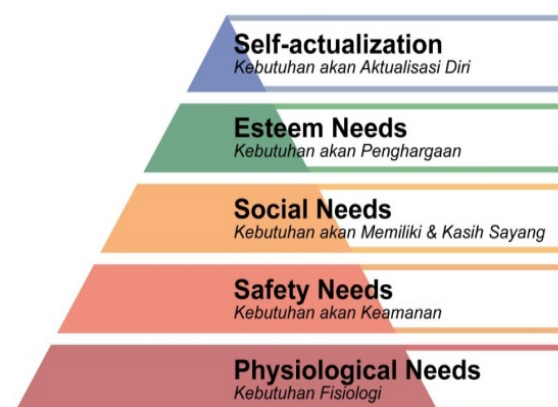 Self-actualization
Kebutuhan akan Aktualisasi Diri
Esteem Needs
Kebutuhan akan Penghargaan
Social Needs
Kebutuhan akan Memiliki & Kasih Sayang
Safety Needs
Kebutuhan akan Keamanan
Physiological Needs
Kebutuhan Fisiologi